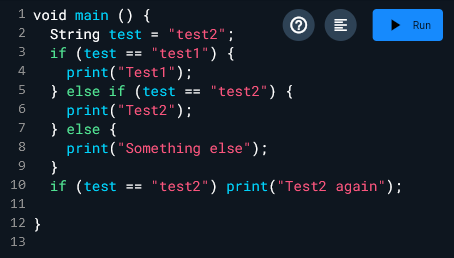 1 void main () {
2   String test = "test2";
3   if (test == "test1") {
4     print("Test1");
5   } else if (test == "test2") {
6     print("Test2");
7   } else {
8     print("Something else");
9   }
10   if (test == "test2") print("Test2 again");
11
12 }
13
Run